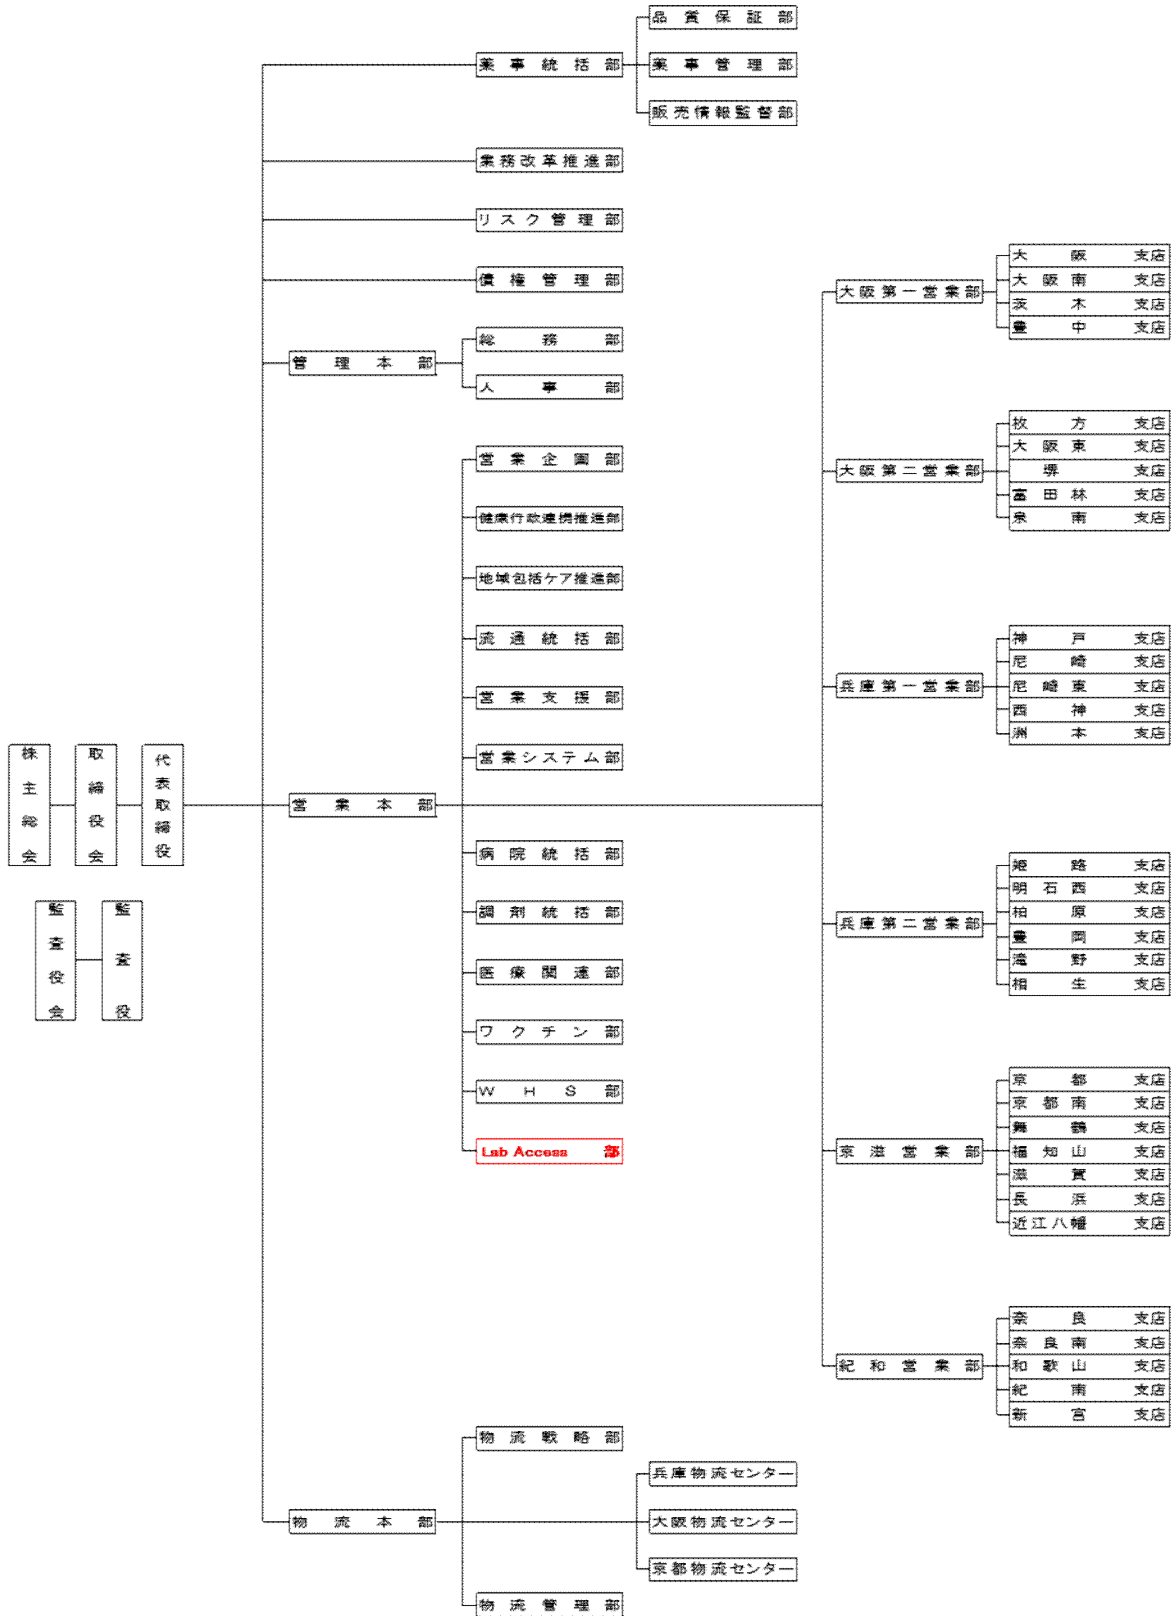 株主総会
取締役会
代表取締役
監査役会
監査役
薬事統括部
品質保証部
薬事管理部
販売情報監督部
業務改革推進部
リスク管理部
債権管理部
管理本部
総務部
人事部
営業本部
営業企画部
健康行政連携推進部
地域包括ケア推進部
流通統括部
営業支援部
営業システム部
病院統括部
調剤統括部
医療関連部
ワクチン部
WHS部
Lab Access 部
大阪第一営業部
大阪支店
大阪南支店
茨木支店
豊中支店
大阪第二営業部
枚方支店
大阪東支店
堺支店
富田林支店
泉南支店
兵庫第一営業部
神戸支店
尼崎支店
尼崎東支店
西神支店
洲本支店
兵庫第二営業部
姫路支店
明石西支店
柏原支店
豊岡支店
滝野支店
相生支店
京滋営業部
京都支店
京都南支店
舞鶴支店
福知山支店
滋賀支店
長浜支店
近江八幡支店
紀和営業部
奈良支店
奈良南支店
和歌山支店
紀南支店
新宮支店
物流本部
物流戦略部
兵庫物流センター
大阪物流センター
京都物流センター
物流管理部